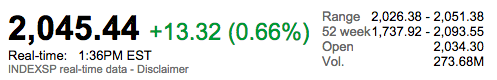 2,045.44 +13.32 (0.66%)
Real-time: 1:36PM EST
INDEXSP real-time data - Disclaimer
Range 2,026.38 - 2,051.38
52 week 1,737.92 - 2,093.55
Open 2,034.30
Vol. 273.68M